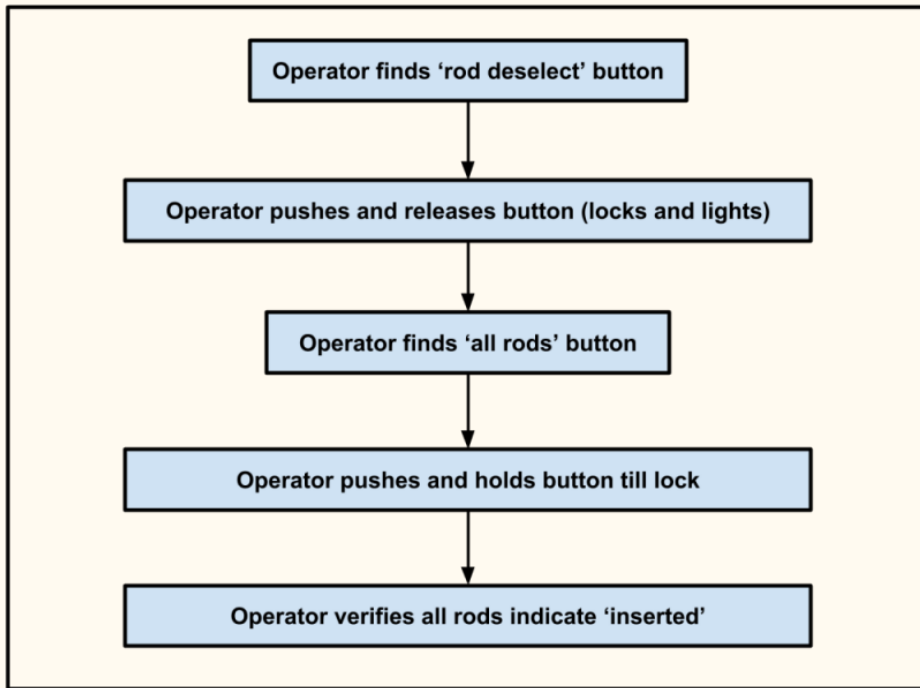 Operator finds ‘rod deselect’ button
Operator pushes and releases button (locks and lights)
Operator finds ‘all rods’ button
Operator pushes and holds button till lock
Operator verifies all rods indicate ‘inserted’